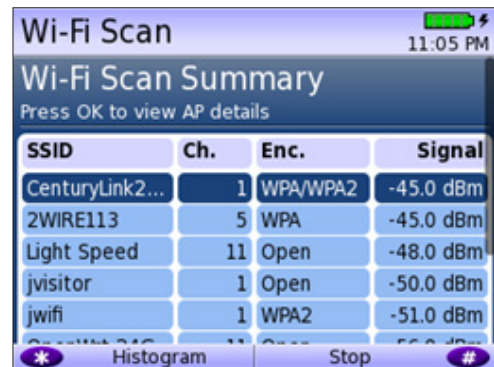 Wi-Fi Scan
11:05 PM
Wi-Fi Scan Summary
Press OK to view AP details
SSID Ch. Enc. Signal
CenturyLink2... 1 WPA/WPA2 -45.0 dBm
2WIRE113 5 WPA -45.0 dBm
Light Speed 11 Open -48.0 dBm
jvisitor 1 Open -50.0 dBm
jwifi 1 WPA2 -51.0 dBm
* Histogram Stop #